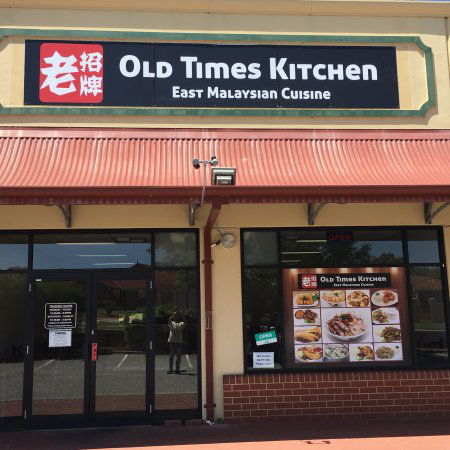 老招牌
OLD TIMES KITCHEN
EAST MALAYSIAN CUISINE
OPEN
老招牌
OLD TIMES KITCHEN
EAST MALAYSIAN CUISINE
OPEN